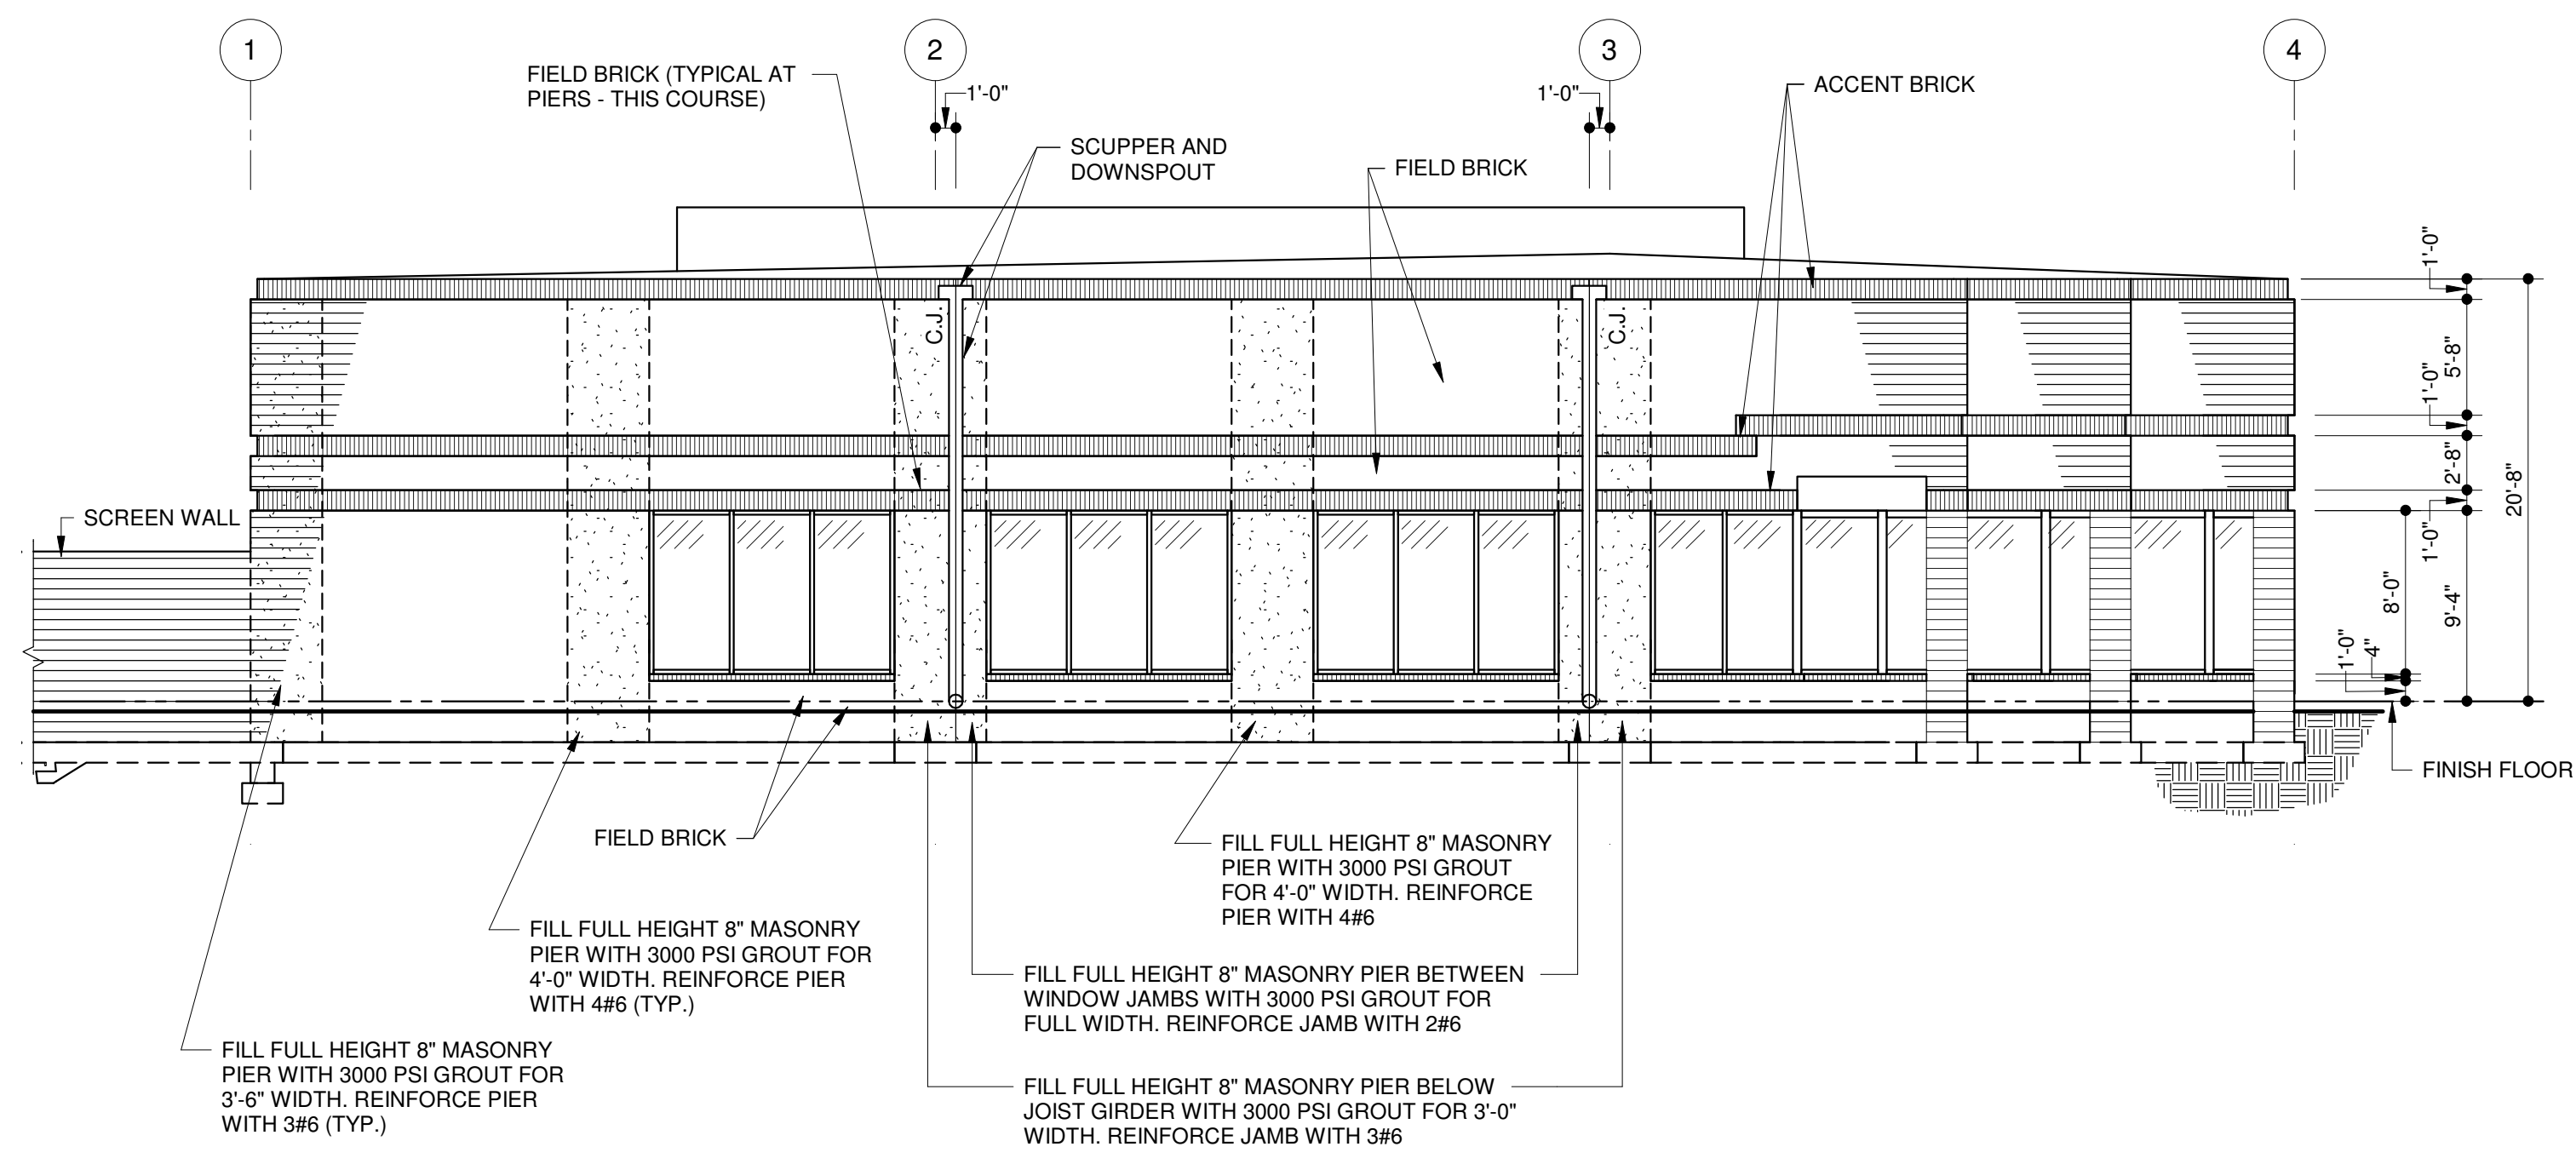 1
2
3
4
FIELD BRICK (TYPICAL AT
PIERS - THIS COURSE)
1'-0"
1'-0"
ACCENT BRICK
SCUPPER AND
DOWNSPOUT
FIELD BRICK
C.J.
C.J.
1'-0"
5'-8"
1'-0"
2'-8"
20'-8"
1'-0"
8'-0"
9'-4"
1'-0"
4"
SCREEN WALL
FINISH FLOOR
FIELD BRICK
FILL FULL HEIGHT 8" MASONRY
PIER WITH 3000 PSI GROUT
FOR 4'-0" WIDTH. REINFORCE
PIER WITH 4#6
FILL FULL HEIGHT 8" MASONRY
PIER WITH 3000 PSI GROUT FOR
4'-0" WIDTH. REINFORCE PIER
WITH 4#6 (TYP.)
FILL FULL HEIGHT 8" MASONRY PIER BETWEEN
WINDOW JAMBS WITH 3000 PSI GROUT FOR
FULL WIDTH. REINFORCE JAMB WITH 2#6
FILL FULL HEIGHT 8" MASONRY
PIER WITH 3000 PSI GROUT FOR
3'-6" WIDTH. REINFORCE PIER
WITH 3#6 (TYP.)
FILL FULL HEIGHT 8" MASONRY PIER BELOW
JOIST GIRDER WITH 3000 PSI GROUT FOR 3'-0"
WIDTH. REINFORCE JAMB WITH 3#6